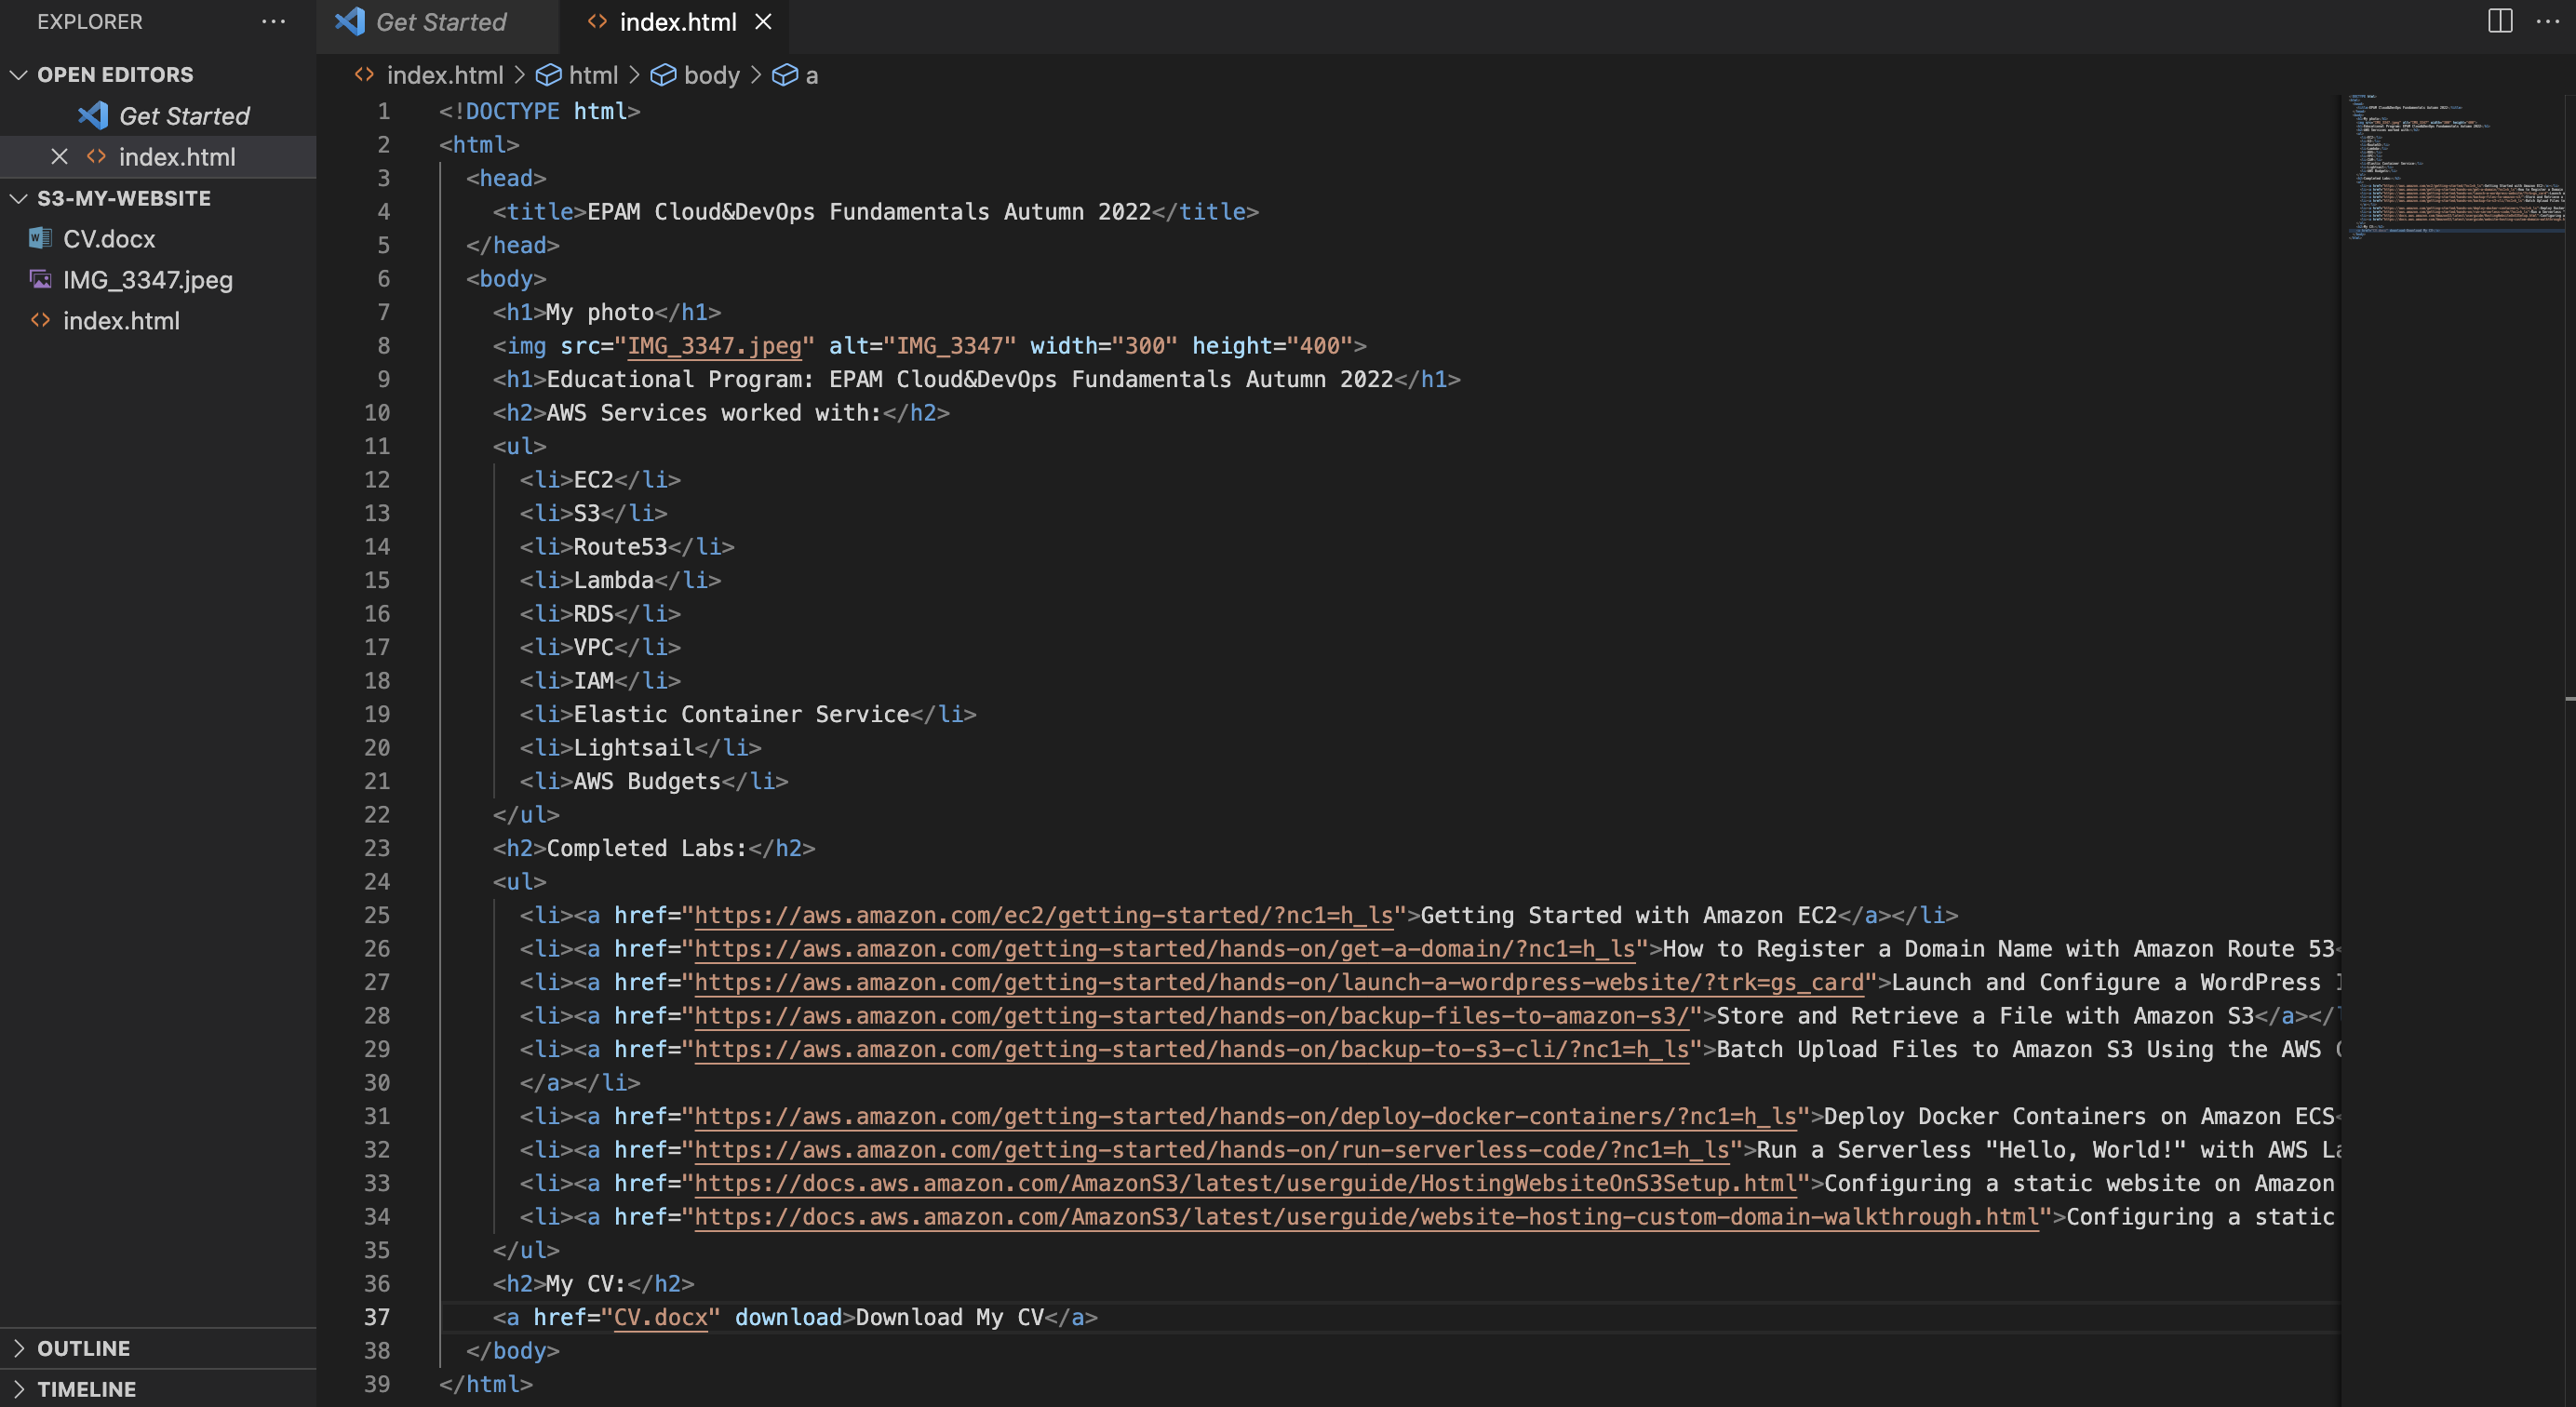 EXPLORER
OPEN EDITORS
Get Started
index.html
S3-MY-WEBSITE
CV.docx
IMG_3347.jpeg
index.html
OUTLINE
TIMELINE
Get Started
index.html
index.html > html > body > a
1 <!DOCTYPE html>
2 <html>
3 <head>
4 <title>EPAM Cloud&DevOps Fundamentals Autumn 2022</title>
5 </head>
6 <body>
7 <h1>My photo</h1>
8 <img src="IMG_3347.jpeg" alt="IMG_3347" width="300" height="400">
9 <h1>Educational Program: EPAM Cloud&DevOps Fundamentals Autumn 2022</h1>
10 <h2>AWS Services worked with:</h2>
11 <ul>
12 <li>EC2</li>
13 <li>S3</li>
14 <li>Route53</li>
15 <li>Lambda</li>
16 <li>RDS</li>
17 <li>VPC</li>
18 <li>IAM</li>
19 <li>Elastic Container Service</li>
20 <li>Lightsail</li>
21 <li>AWS Budgets</li>
22 </ul>
23 <h2>Completed Labs:</h2>
24 <ul>
25 <li><a href="https://aws.amazon.com/ec2/getting-started/?nc1=h_ls">Getting Started with Amazon EC2</a></li>
26 <li><a href="https://aws.amazon.com/getting-started/hands-on/get-a-domain/?nc1=h_ls">How to Register a Domain Name with Amazon Route 53<
27 <li><a href="https://aws.amazon.com/getting-started/hands-on/launch-a-wordpress-website/?trk=gs_card">Launch and Configure a WordPress
28 <li><a href="https://aws.amazon.com/getting-started/hands-on/backup-files-to-amazon-s3/">Store and Retrieve a File with Amazon S3</a></
29 <li><a href="https://aws.amazon.com/getting-started/hands-on/backup-to-s3-cli/?nc1=h_ls">Batch Upload Files to Amazon S3 Using the AWS
30 </a></li>
31 <li><a href="https://aws.amazon.com/getting-started/hands-on/deploy-docker-containers/?nc1=h_ls">Deploy Docker Containers on Amazon ECS<
32 <li><a href="https://aws.amazon.com/getting-started/hands-on/run-serverless-code/?nc1=h_ls">Run a Serverless "Hello, World!" with AWS
33 <li><a href="https://docs.aws.amazon.com/AmazonS3/latest/userguide/HostingWebsiteOnS3Setup.html">Configuring a static website on Amazon
34 <li><a href="https://docs.aws.amazon.com/AmazonS3/latest/userguide/website-hosting-custom-domain-walkthrough.html">Configuring a static
35 </ul>
36 <h2>My CV:</h2>
37 <a href="CV.docx" download>Download My CV</a>
38 </body>
39 </html>